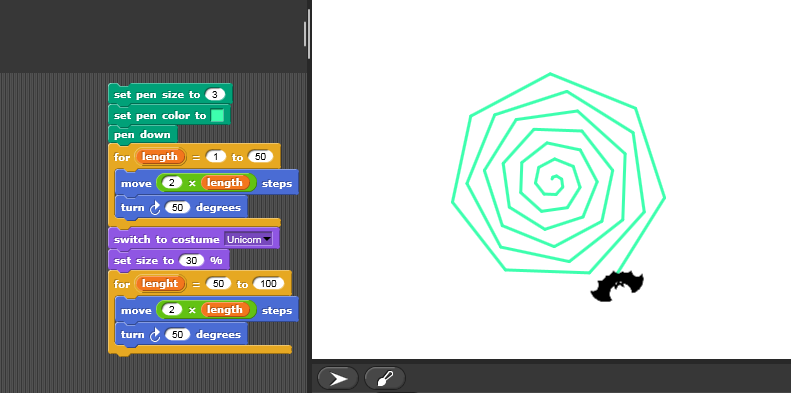 set pen size to 3
set pen color to
pen down
for length = 1 to 50
move 2 × length steps
turn 50 degrees
switch to costume Unicorn
set size to 30 %
for lenght = 50 to 100
move 2 × length steps
turn 50 degrees